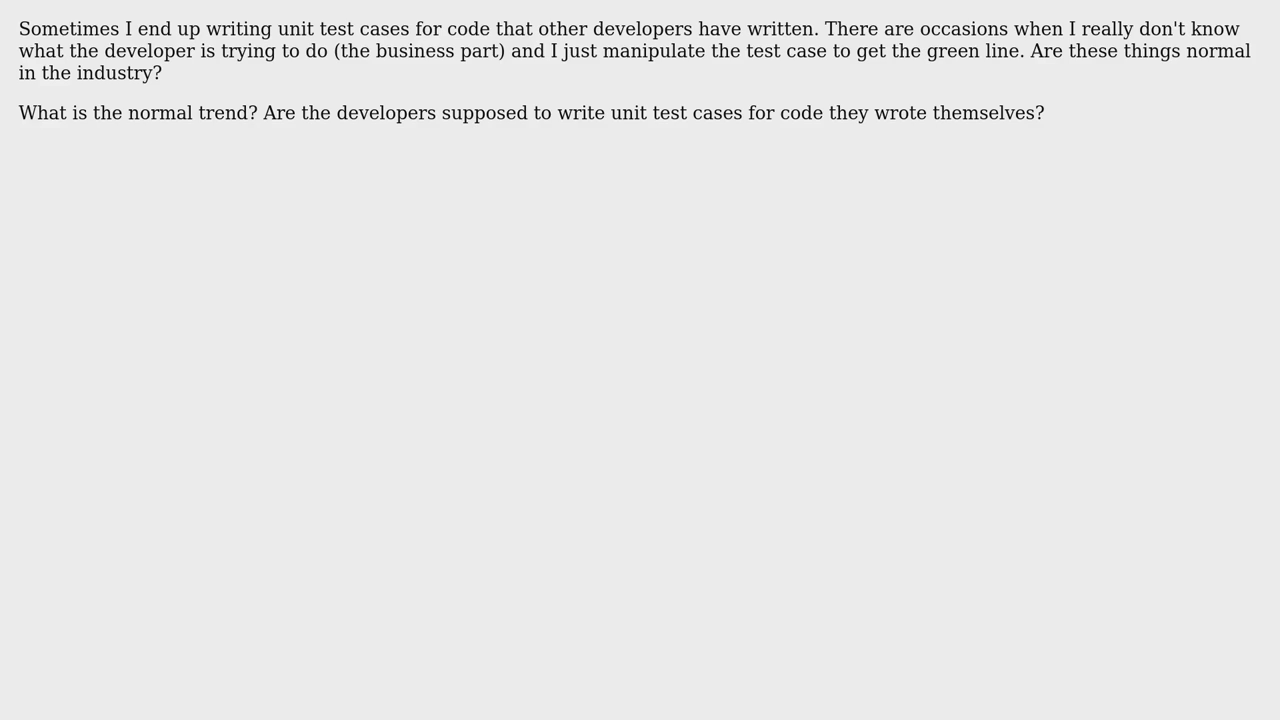 Sometimes I end up writing unit test cases for code that other developers have written. There are occasions when I really don't know
what the developer is trying to do (the business part) and I just manipulate the test case to get the green line. Are these things normal
in the industry?
What is the normal trend? Are the developers supposed to write unit test cases for code they wrote themselves?